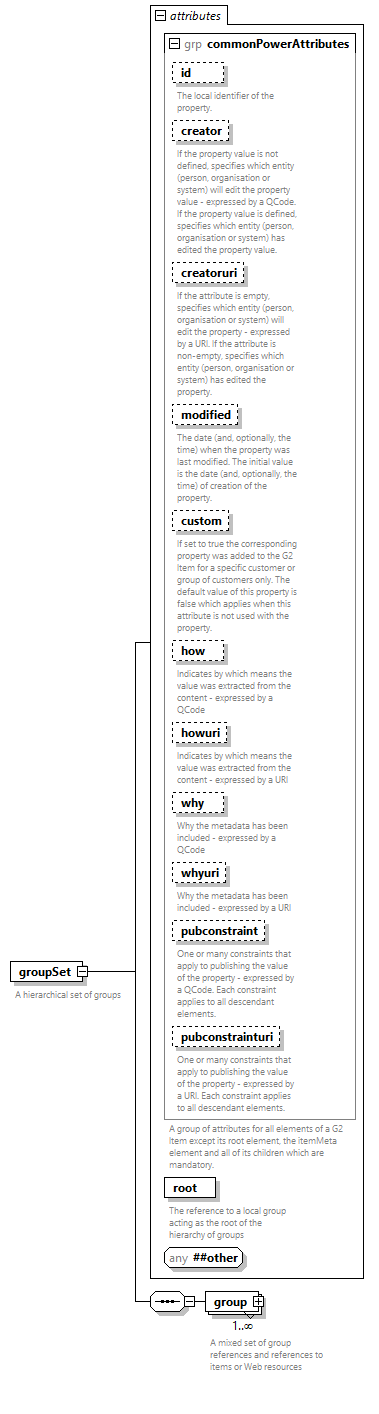 attributes
grp commonPowerAttributes
id
The local identifier of the
property.
creator
If the property value is not
defined, specifies which entity
(person, organisation or
system) will edit the property
value - expressed by a QCode.
If the property value is defined,
specifies which entity (person,
organisation or system) has
edited the property value.
creatoruri
If the attribute is empty,
specifies which entity (person,
organisation or system) will
edit the property - expressed
by a URI. If the attribute is
non-empty, specifies which
entity (person, organisation or
system) has edited the
property.
modified
The date (and, optionally, the
time) when the property was
last modified. The initial value
is the date (and, optionally, the
time) of creation of the
property.
custom
If set to true the corresponding
property was added to the G2
Item for a specific customer or
group of customers only. The
default value of this property is
false which applies when this
attribute is not used with the
property.
how
Indicates by which means the
value was extracted from the
content - expressed by a
QCode
howuri
Indicates by which means the
value was extracted from the
content - expressed by a URI
why
Why the metadata has been
included - expressed by a
QCode
whyuri
Why the metadata has been
included - expressed by a URI
pubconstraint
One or many constraints that
apply to publishing the value
of the property - expressed by
a QCode. Each constraint
applies to all descendant
elements.
pubconstrainturi
One or many constraints that
apply to publishing the value
of the property - expressed by
a URI. Each constraint applies
to all descendant elements.
A group of attributes for all elements of a G2
Item except its root element, the itemMeta
element and all of its children which are
mandatory.
root
The reference to a local group
acting as the root of the
hierarchy of groups
any ##other
groupSet
A hierarchical set of groups
group
1..∞
A mixed set of group
references and references to
items or Web resources